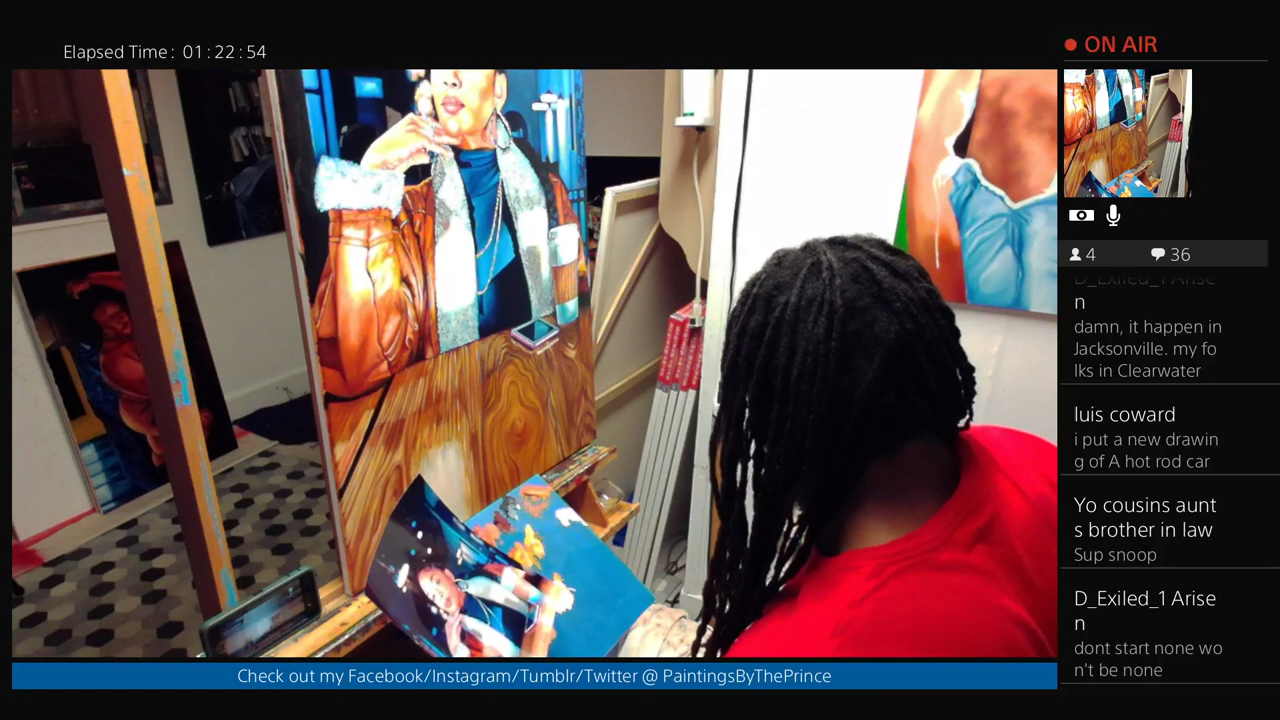 Elapsed Time: 01:22:54
ON AIR
4
36
D_Exiled_1 Arise
n
damn, it happen in
Jacksonville. my fo
lks in Clearwater
luis coward
i put a new drawin
g of A hot rod car
Yo cousins aunt
s brother in law
Sup snoop
D_Exiled_1 Arise
n
dont start none wo
n't be none
Check out my Facebook/Instagram/Tumblr/Twitter @ PaintingsByThePrince